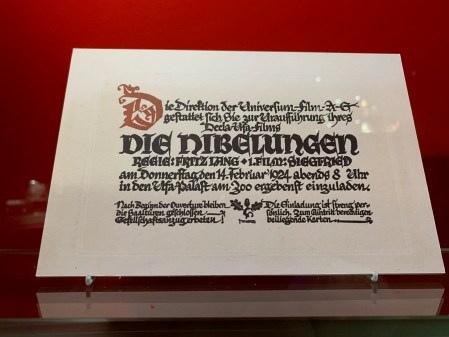 Die Direktion der Universum-Film-A-G
gestattet sich Sie zur Uraufführung ihres
Decla-Ufa-Films
DIE NIBELUNGEN
REGIE: FRITZ LANG • 1. FILM: SIEGFRIED
am Donnerstag den 14. Februar 1924 abends 8 Uhr
in den Ufa-Palast am Zoo ergebenst einzuladen.
Nach Beginn der Ouverture bleiben
die Saaltüren geschlossen.
Gesellschaftsanzug erbeten!
Die Einladung ist streng per-
sönlich. Zum Eintritt berechtigen
beiliegende Karten.